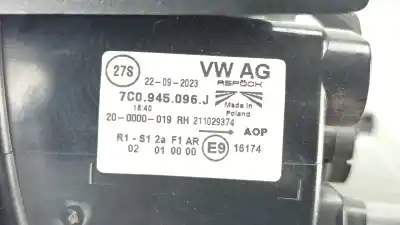 27S
22-09-2023
VW AG
ASPÖCK
7C0.945.096.J
18:40
Made in
Poland
20-0000-019 RH 211029374
AOP
R1 - S1 2a F1 AR
02 01 00 00
E9
16174